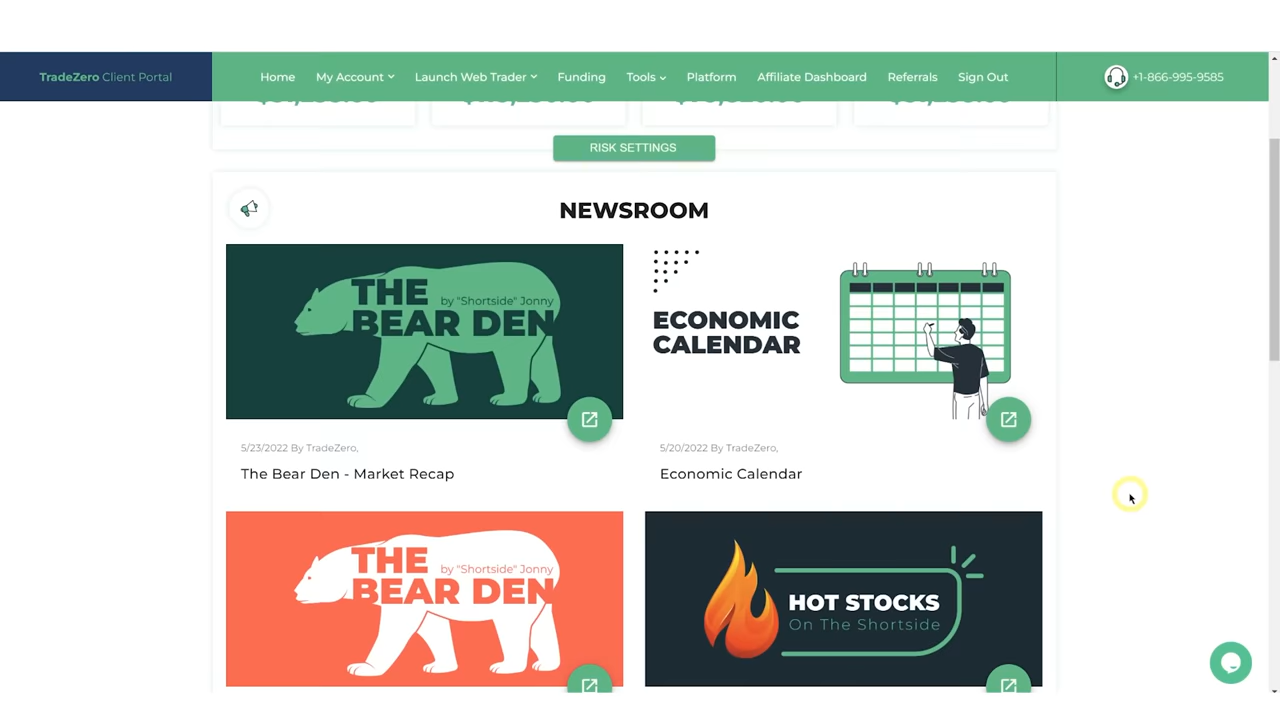 TradeZero Client Portal
Home My Account Launch Web Trader Funding Tools Platform Affiliate Dashboard Referrals Sign Out
+1-866-995-9585
RISK SETTINGS
NEWSROOM
THE by "Shortside" Jonny
BEAR DEN
ECONOMIC
CALENDAR
5/23/2022 By TradeZero,
The Bear Den - Market Recap
5/20/2022 By TradeZero,
Economic Calendar
THE by "Shortside" Jonny
BEAR DEN
HOT STOCKS
On The Shortside